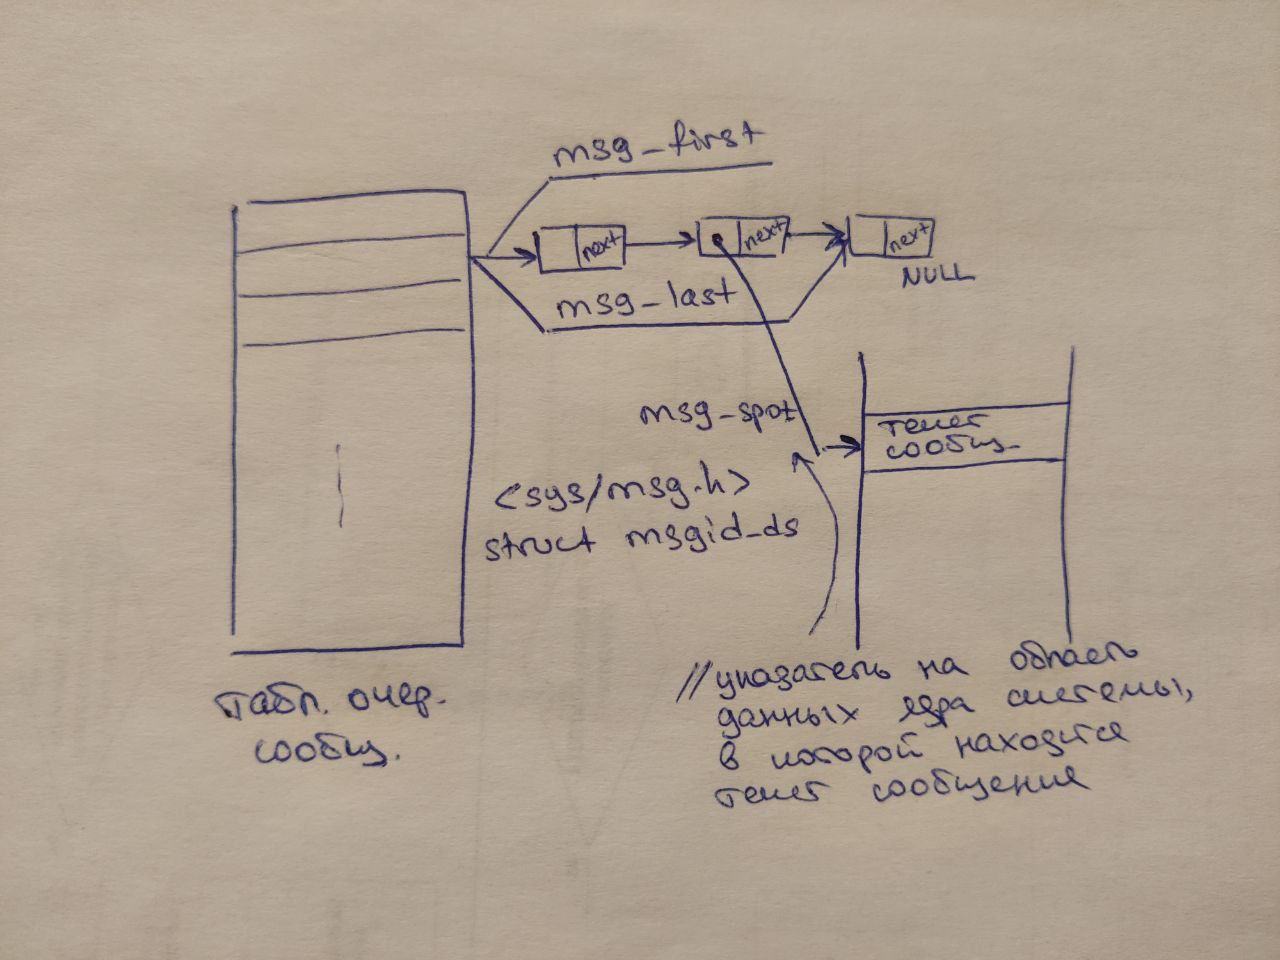 msg_first
next
next
next
NULL
msg_last
msg_spot
текст
сообщ.
<sys/msg.h>
struct msgid_ds
табл. очер.
сообщ.
//указатель на область
данных ядра системы,
в которой находится
текст сообщения